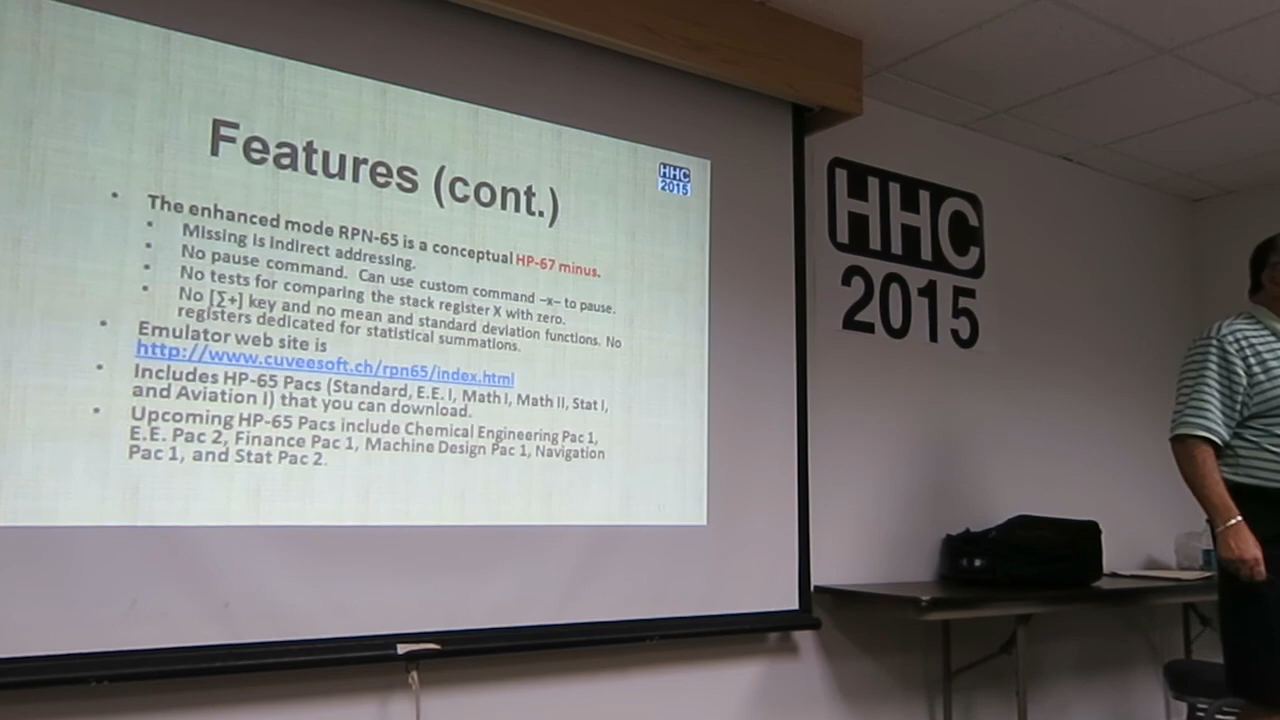 Features (cont.)
HHC
2015
• The enhanced mode RPN-65 is a conceptual HP-67 minus.
▪ Missing is indirect addressing.
▪ No pause command. Can use custom command –x– to pause.
▪ No tests for comparing the stack register X with zero.
▪ No [Σ+] key and no mean and standard deviation functions. No
registers dedicated for statistical summations.
• Emulator web site is
http://www.cuveesoft.ch/rpn65/index.html
• Includes HP-65 Pacs (Standard, E.E. I, Math I, Math II, Stat I,
and Aviation I) that you can download.
• Upcoming HP-65 Pacs include Chemical Engineering Pac 1,
E.E. Pac 2, Finance Pac 1, Machine Design Pac 1, Navigation
Pac 1, and Stat Pac 2.
HHC
2015